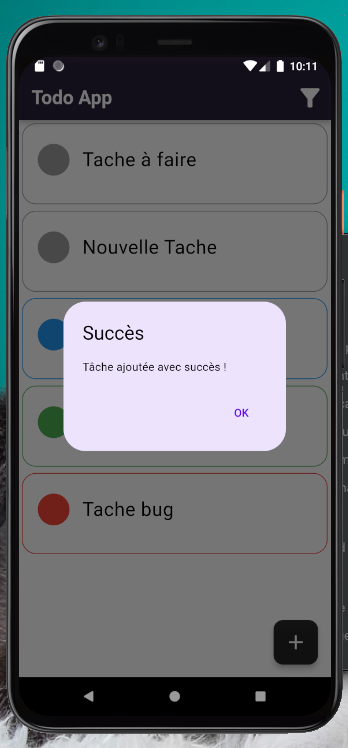 10:11
Todo App
Tache à faire
Nouvelle Tache
Succès
Tâche ajoutée avec succès !
OK
Tache bug
+